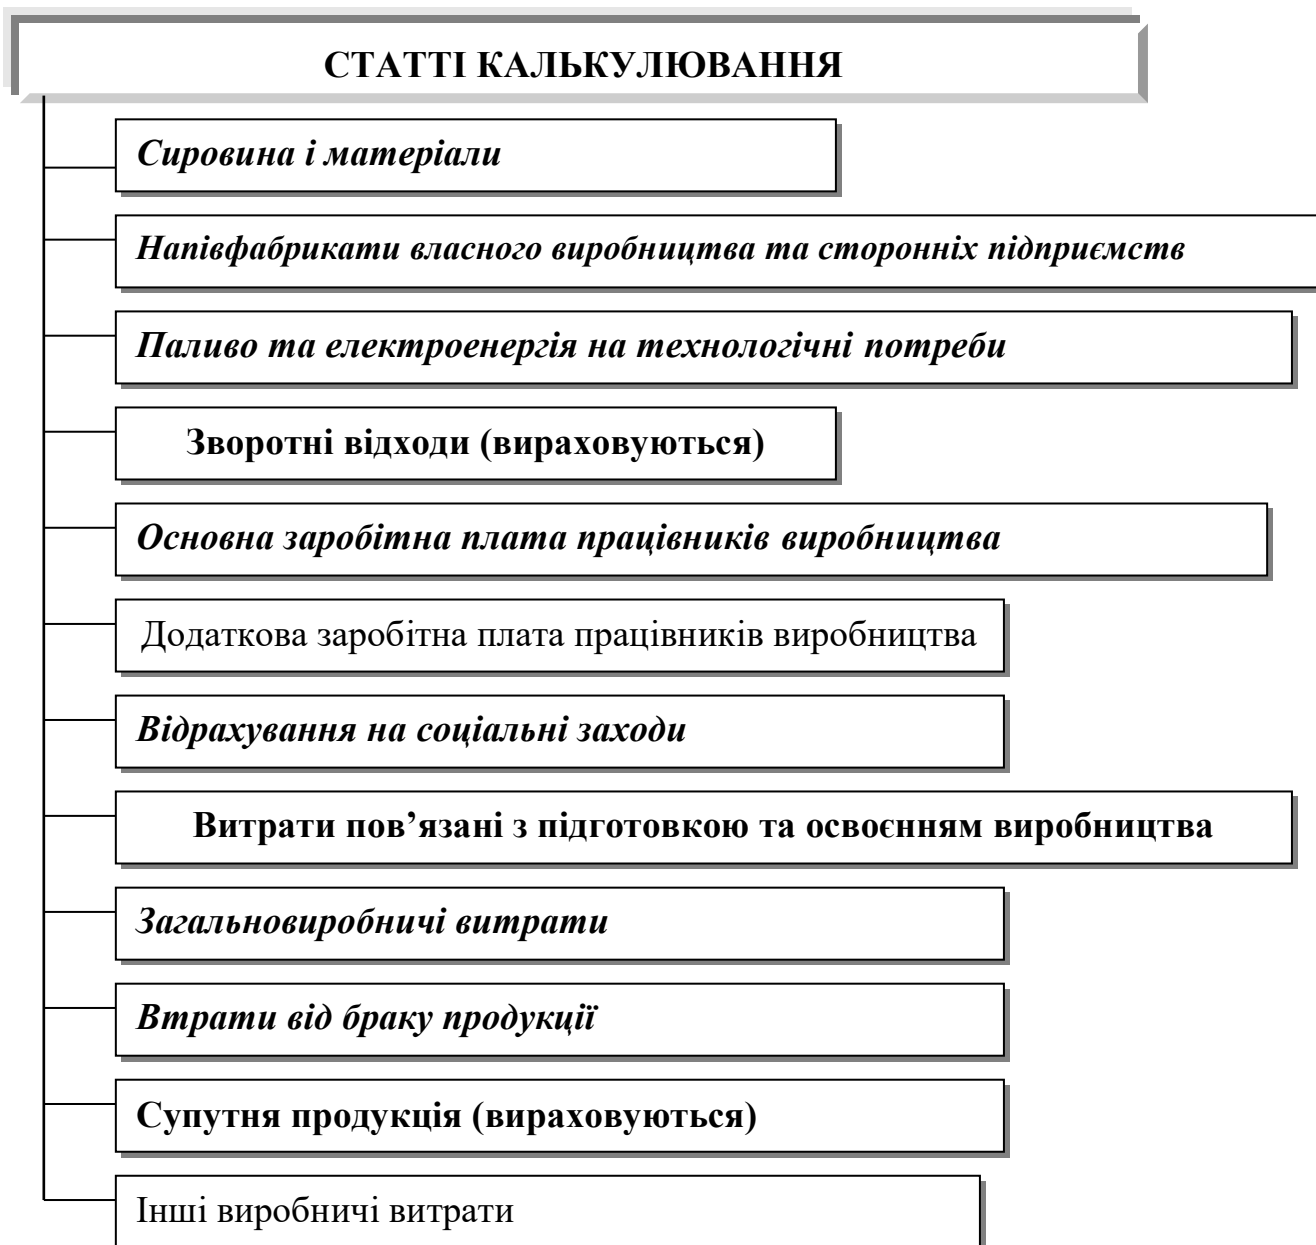 СТАТТІ КАЛЬКУЛЮВАННЯ
Сировина і матеріали
Напівфабрикати власного виробництва та сторонніх підприємств
Паливо та електроенергія на технологічні потреби
Зворотні відходи (вираховуються)
Основна заробітна плата працівників виробництва
Додаткова заробітна плата працівників виробництва
Відрахування на соціальні заходи
Витрати пов’язані з підготовкою та освоєнням виробництва
Загальновиробничі витрати
Втрати від браку продукції
Супутня продукція (вираховуються)
Інші виробничі витрати